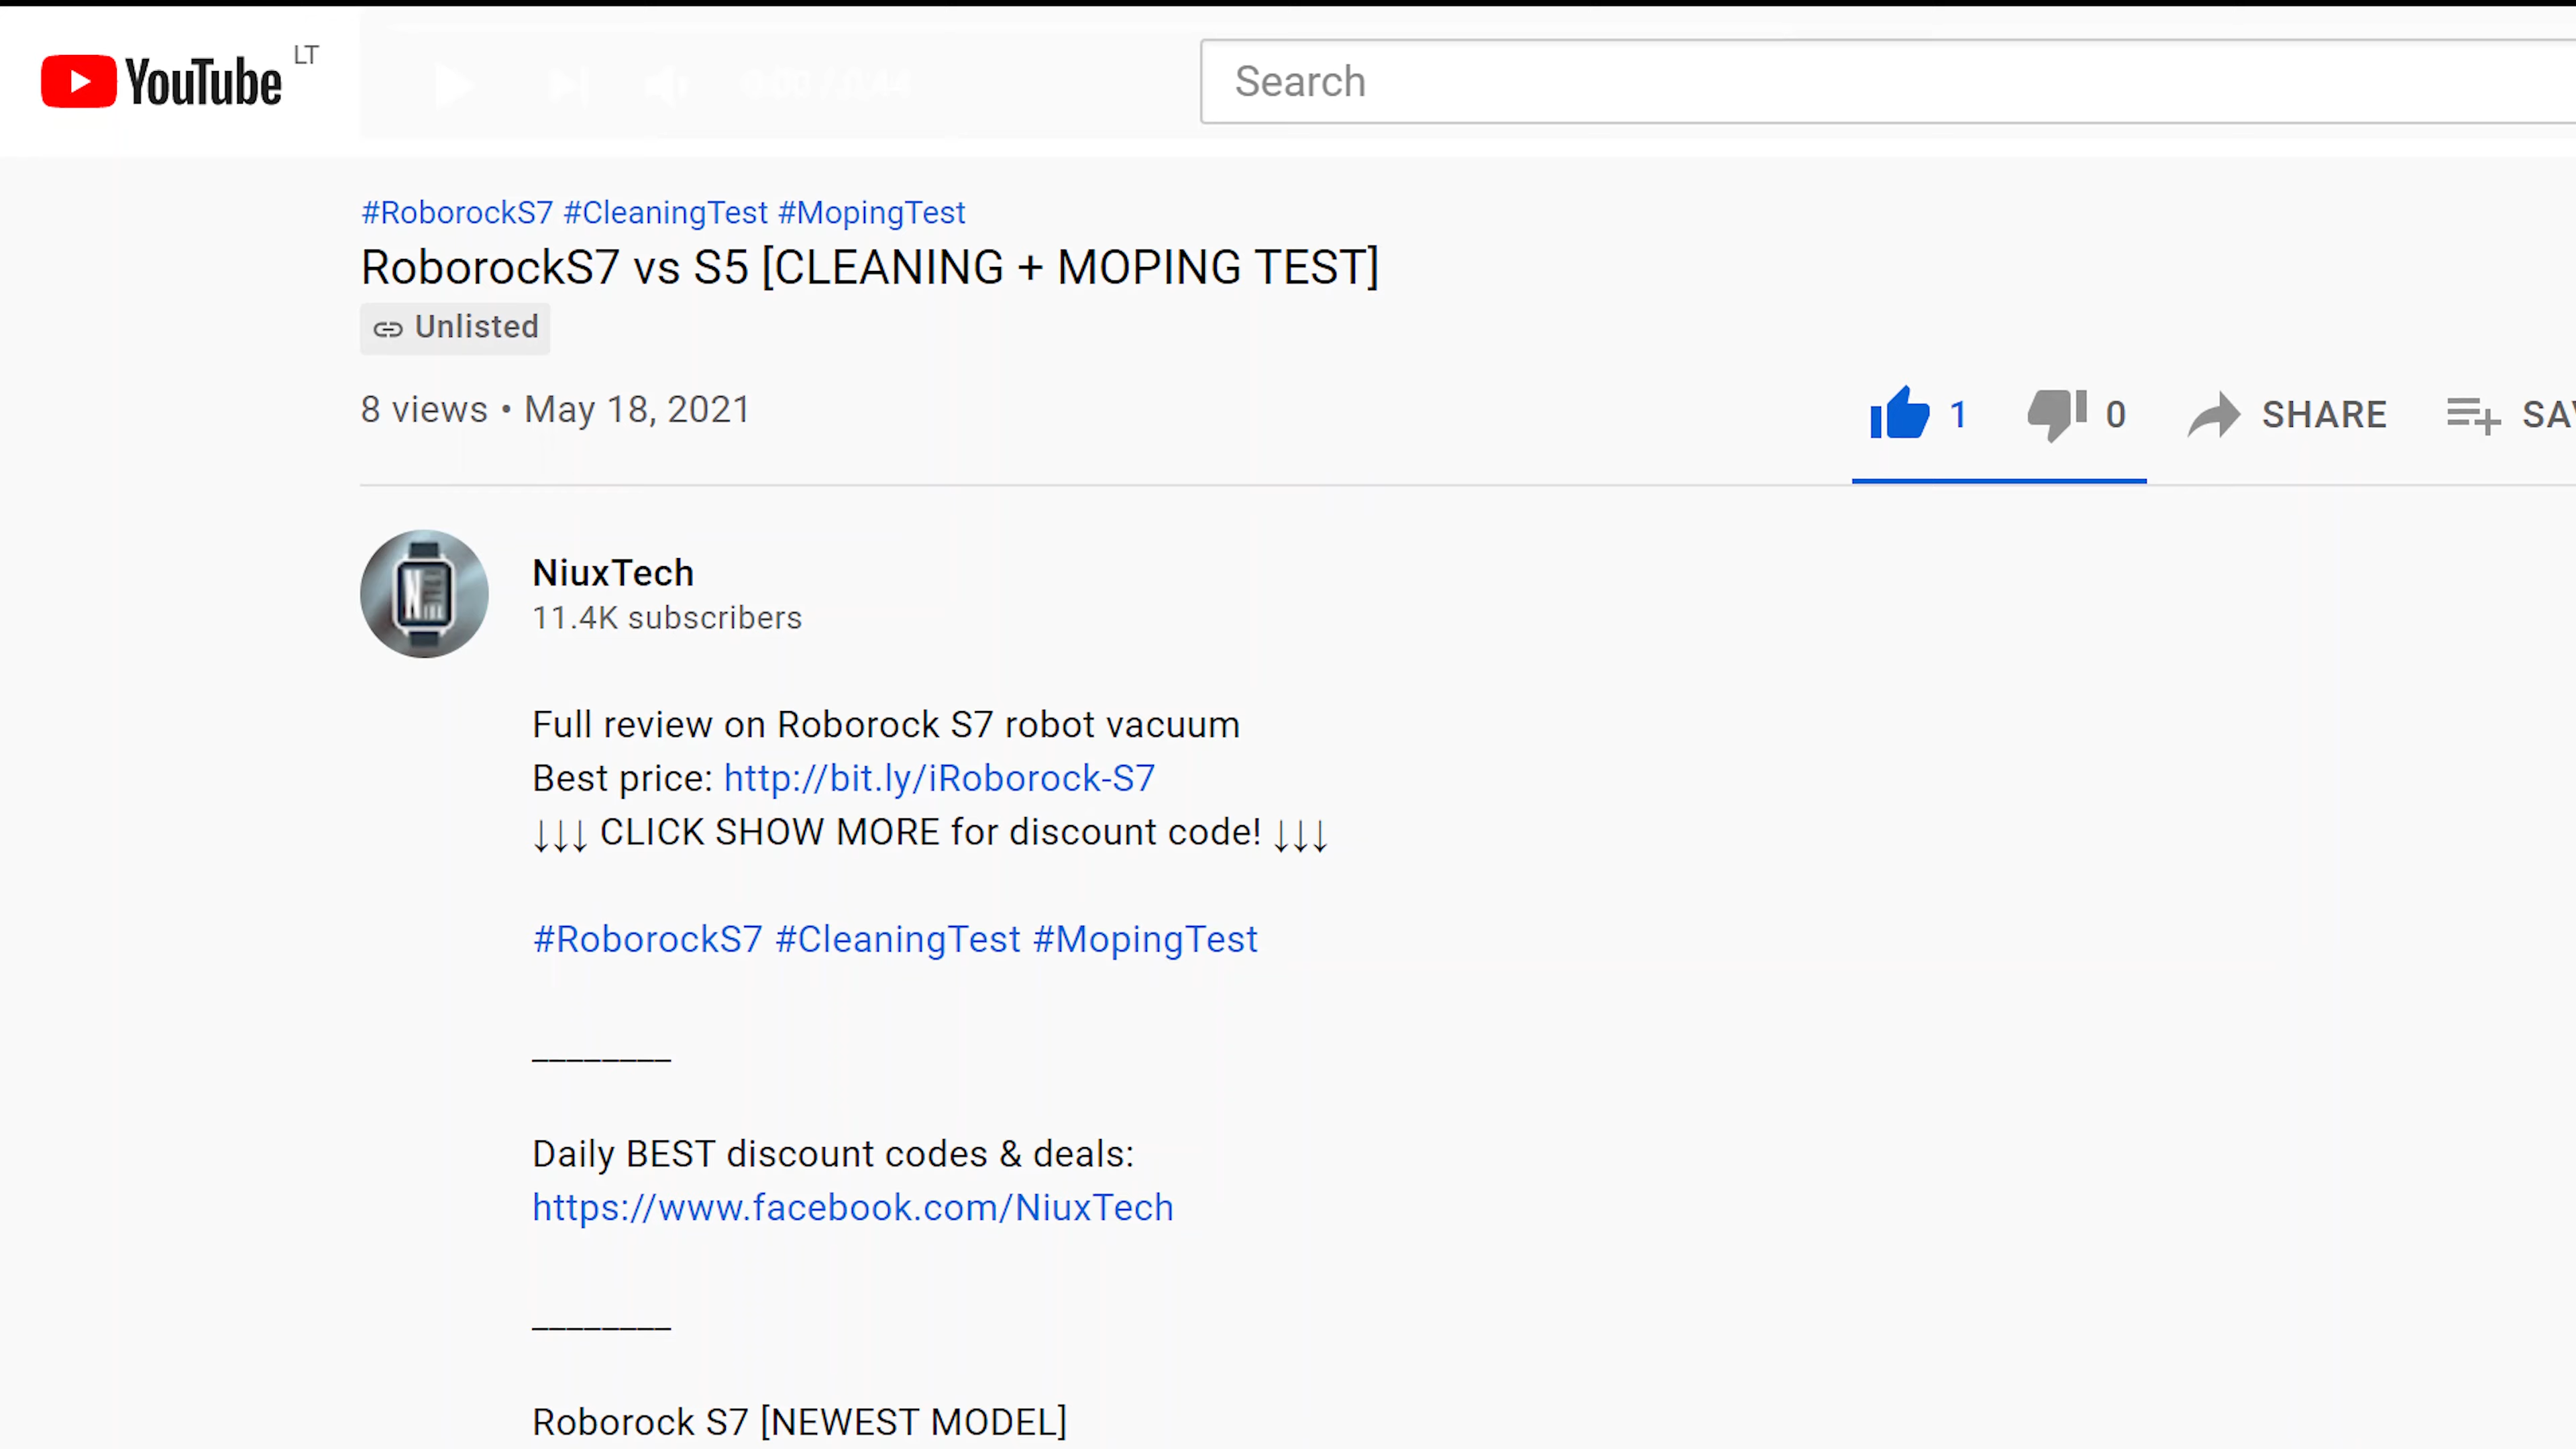 YouTube LT
Search
#RoborockS7 #CleaningTest #MopingTest
RoborockS7 vs S5 [CLEANING + MOPING TEST]
Unlisted
8 views • May 18, 2021
1 0 SHARE
NiuxTech
11.4K subscribers
Full review on Roborock S7 robot vacuum
Best price: http://bit.ly/iRoborock-S7
↓↓↓ CLICK SHOW MORE for discount code! ↓↓↓
#RoborockS7 #CleaningTest #MopingTest
________
Daily BEST discount codes & deals:
https://www.facebook.com/NiuxTech
________
Roborock S7 [NEWEST MODEL]